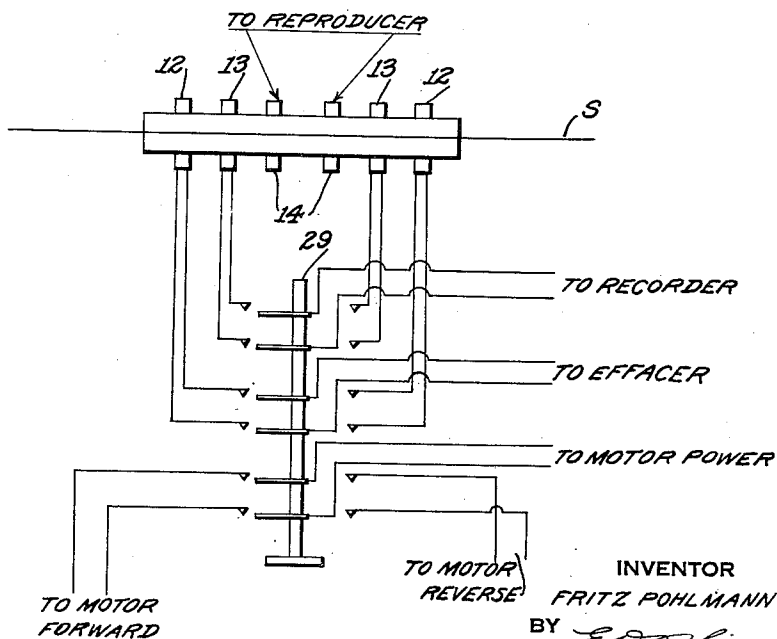 TO REPRODUCER
12
13
13
12
S
14
29
TO RECORDER
TO EFFACER
TO MOTOR POWER
TO MOTOR
REVERSE
TO MOTOR
FORWARD
INVENTOR
FRITZ POHLMANN
BY